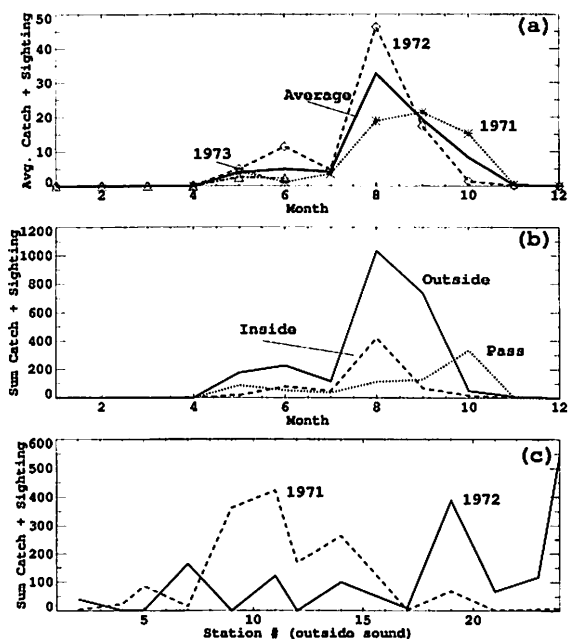 (a)
50
40
30
20
10
0
Avg. Catch + Sighting
1972
Average
1971
1973
2 4 6 8 10 12
Month
(b)
1200
1000
800
600
400
200
0
Sum Catch + Sighting
Outside
Inside
Pass
2 4 6 8 10 12
Month
(c)
600
500
400
300
200
100
0
Sum Catch + Sighting
1971
1972
5 10 15 20
Station # (outside sound)